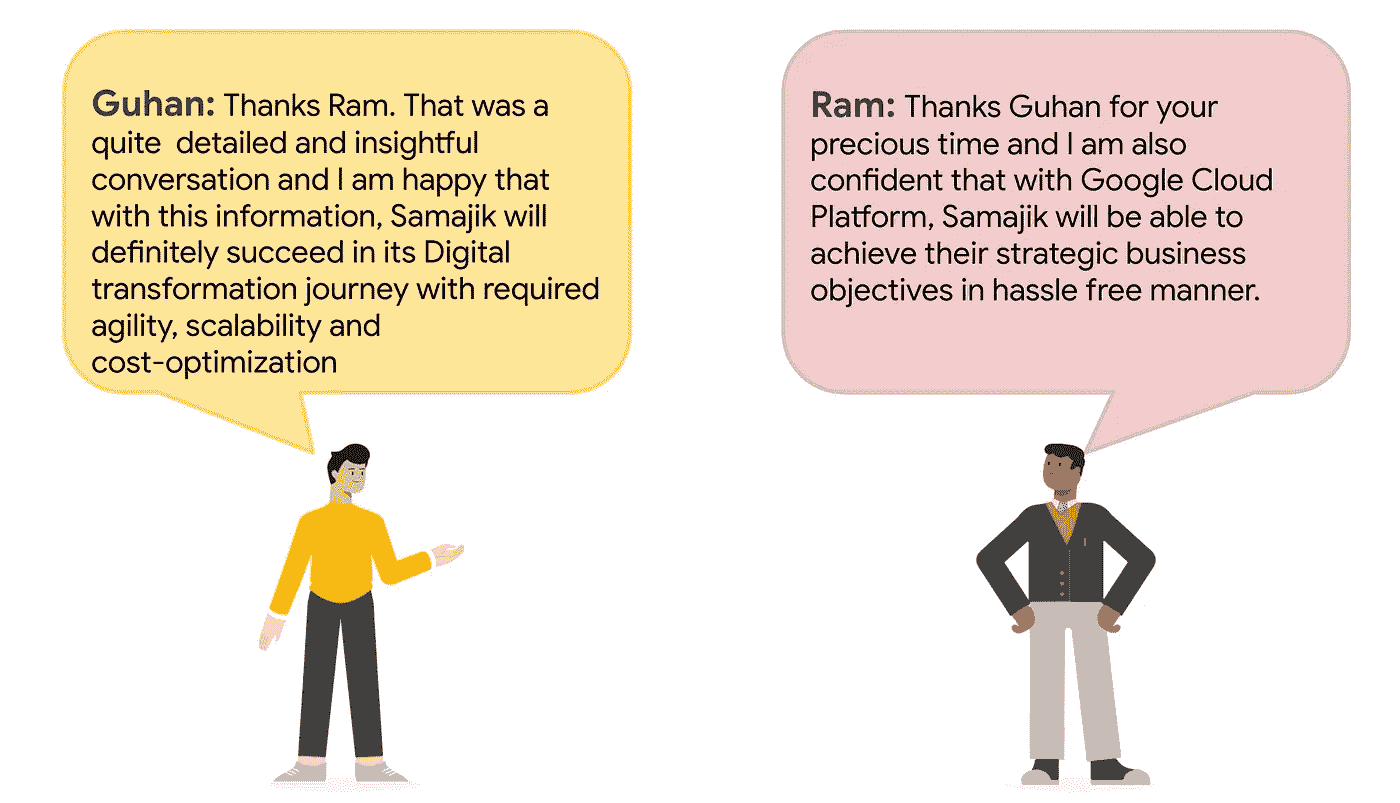 Guhan: Thanks Ram. That was a
quite  detailed and insightful
conversation and I am happy that
with this information, Samajik will
definitely succeed in its Digital
transformation journey with required
agility, scalability and
cost-optimization
Ram: Thanks Guhan for your
precious time and I am also
confident that with Google Cloud
Platform, Samajik will be able to
achieve their strategic business
objectives in hassle free manner.